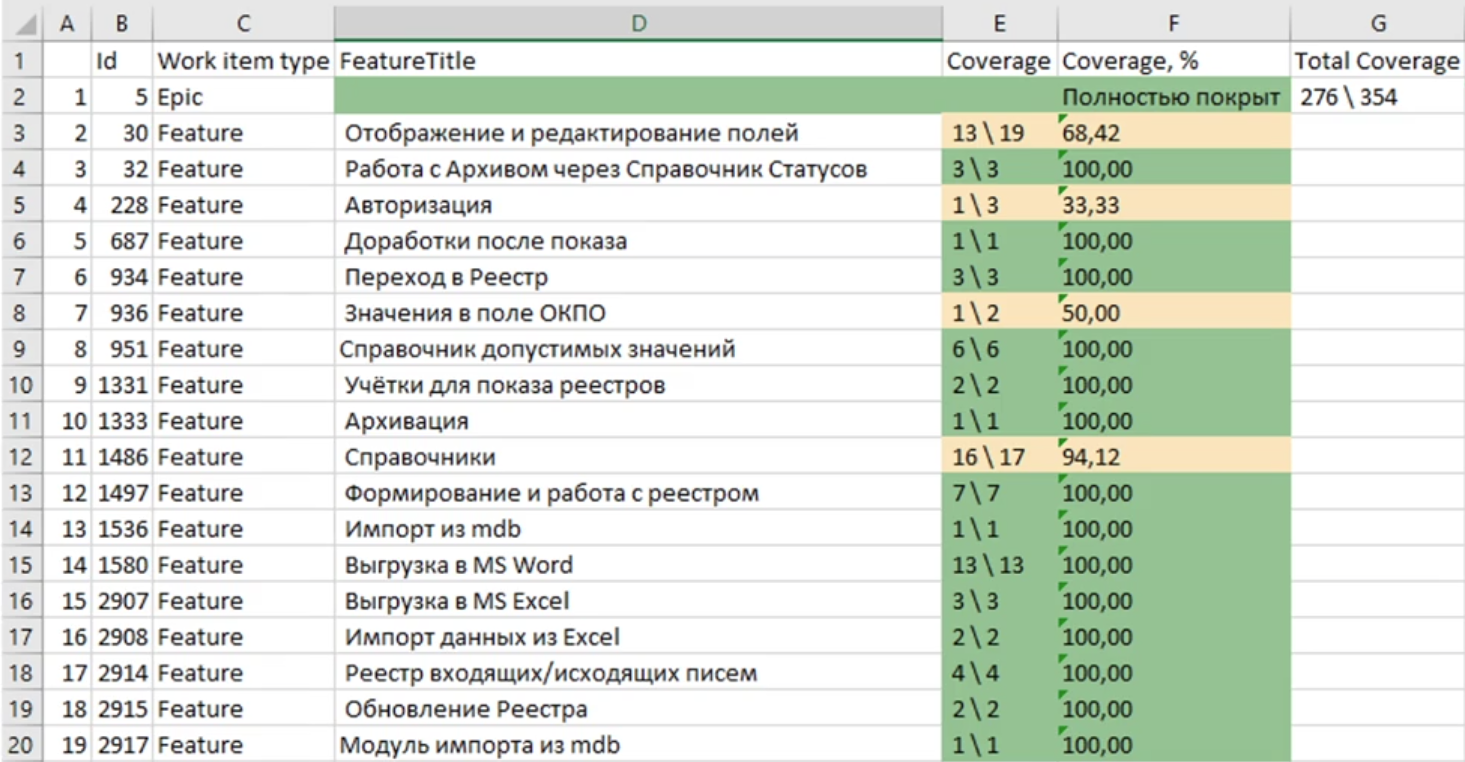 A B C D E F G
1 Id Work item type FeatureTitle Coverage Coverage, % Total Coverage
2 1 5 Epic Полностью покрыт 276 \ 354
3 2 30 Feature Отображение и редактирование полей 13 \ 19 68,42
4 3 32 Feature Работа с Архивом через Справочник Статусов 3 \ 3 100,00
5 4 228 Feature Авторизация 1 \ 3 33,33
6 5 687 Feature Доработки после показа 1 \ 1 100,00
7 6 934 Feature Переход в Реестр 3 \ 3 100,00
8 7 936 Feature Значения в поле ОКПО 1 \ 2 50,00
9 8 951 Feature Справочник допустимых значений 6 \ 6 100,00
10 9 1331 Feature Учётки для показа реестров 2 \ 2 100,00
11 10 1333 Feature Архивация 1 \ 1 100,00
12 11 1486 Feature Справочники 16 \ 17 94,12
13 12 1497 Feature Формирование и работа с реестром 7 \ 7 100,00
14 13 1536 Feature Импорт из mdb 1 \ 1 100,00
15 14 1580 Feature Выгрузка в MS Word 13 \ 13 100,00
16 15 2907 Feature Выгрузка в MS Excel 3 \ 3 100,00
17 16 2908 Feature Импорт данных из Excel 2 \ 2 100,00
18 17 2914 Feature Реестр входящих/исходящих писем 4 \ 4 100,00
19 18 2915 Feature Обновление Реестра 2 \ 2 100,00
20 19 2917 Feature Модуль импорта из mdb 1 \ 1 100,00